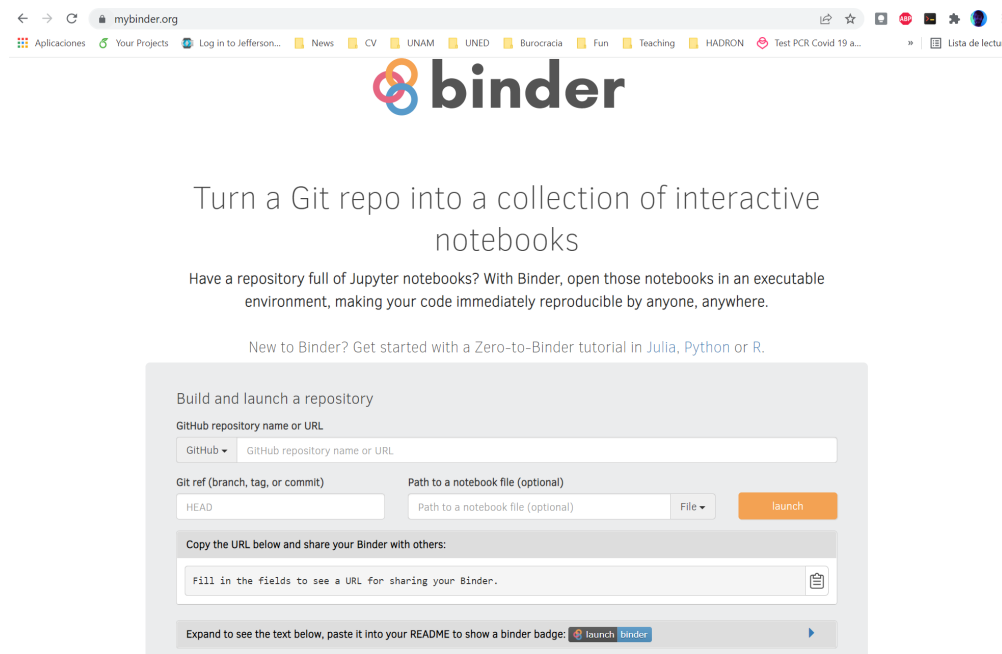 mybinder.org
ABP
Aplicaciones Your Projects Log in to Jefferson... News CV UNAM UNED Burocracia Fun Teaching HADRON Test PCR Covid 19 a... » Lista de lectu
binder
Turn a Git repo into a collection of interactive
notebooks
Have a repository full of Jupyter notebooks? With Binder, open those notebooks in an executable
environment, making your code immediately reproducible by anyone, anywhere.
New to Binder? Get started with a Zero-to-Binder tutorial in Julia, Python or R.
Build and launch a repository
GitHub repository name or URL
GitHub GitHub repository name or URL
Git ref (branch, tag, or commit) Path to a notebook file (optional)
HEAD Path to a notebook file (optional) File launch
Copy the URL below and share your Binder with others:
Fill in the fields to see a URL for sharing your Binder.
Expand to see the text below, paste it into your README to show a binder badge: launch binder